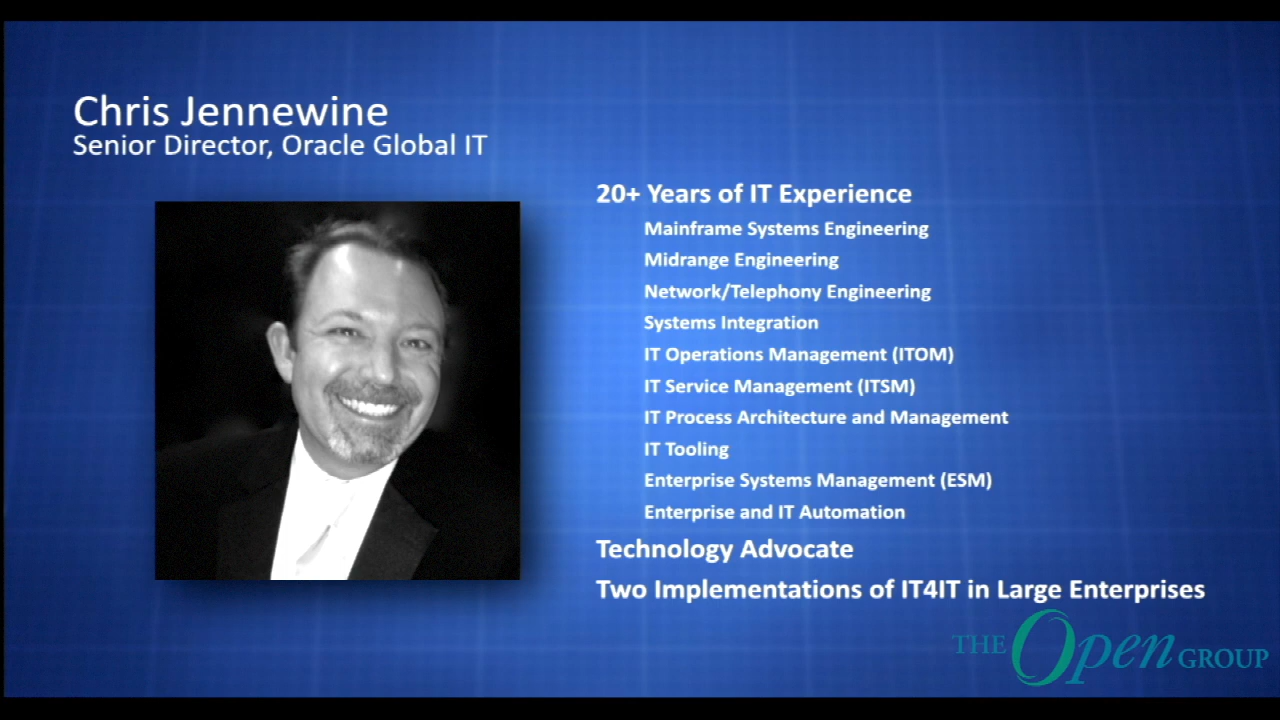 Chris Jennewine
Senior Director, Oracle Global IT
20+ Years of IT Experience
Mainframe Systems Engineering
Midrange Engineering
Network/Telephony Engineering
Systems Integration
IT Operations Management (ITOM)
IT Service Management (ITSM)
IT Process Architecture and Management
IT Tooling
Enterprise Systems Management (ESM)
Enterprise and IT Automation
Technology Advocate
Two Implementations of IT4IT in Large Enterprises
THE Open GROUP